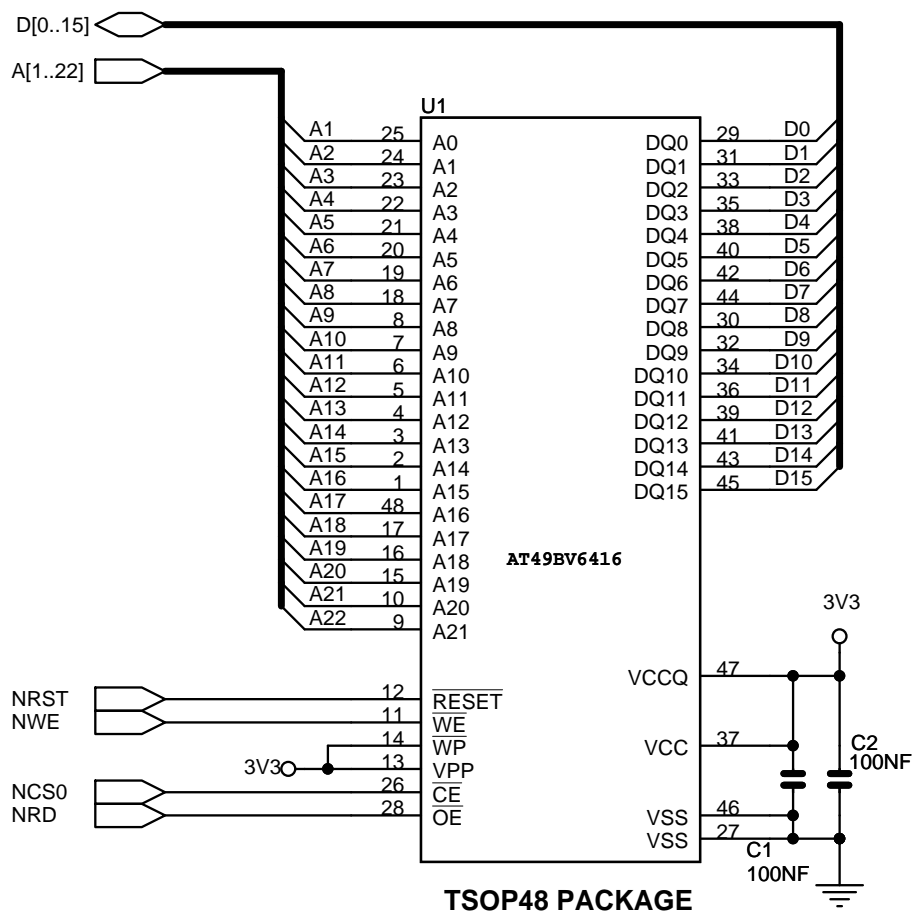 D[0..15]
A[1..22]
U1
A1 25 A0 DQ0 29 D0
A2 24 A1 DQ1 31 D1
A3 23 A2 DQ2 33 D2
A4 22 A3 DQ3 35 D3
A5 21 A4 DQ4 38 D4
A6 20 A5 DQ5 40 D5
A7 19 A6 DQ6 42 D6
A8 18 A7 DQ7 44 D7
A9 8 A8 DQ8 30 D8
A10 7 A9 DQ9 32 D9
A11 6 A10 DQ10 34 D10
A12 5 A11 DQ11 36 D11
A13 4 A12 DQ12 39 D12
A14 3 A13 DQ13 41 D13
A15 2 A14 DQ14 43 D14
A16 1 A15 DQ15 45 D15
A17 48 A16
A18 17 A17
A19 16 A18 AT49BV6416
A20 15 A19
A21 10 A20
A22 9 A21
3V3
VCCQ 47
NRST 12 RESET
NWE 11 WE
14 WP VCC 37
3V3 13 VPP
C2
100NF
NCS0 26 CE
NRD 28 OE
VSS 46
VSS 27
C1
100NF
TSOP48 PACKAGE